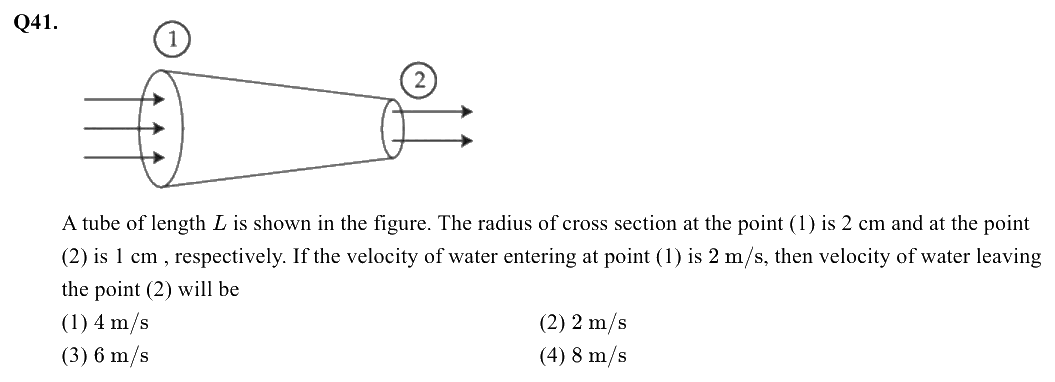 Q41.
1
2
A tube of length L is shown in the figure. The radius of cross section at the point (1) is 2 cm and at the point
(2) is 1 cm , respectively. If the velocity of water entering at point (1) is 2 m/s, then velocity of water leaving
the point (2) will be
(1) 4 m/s (2) 2 m/s
(3) 6 m/s (4) 8 m/s